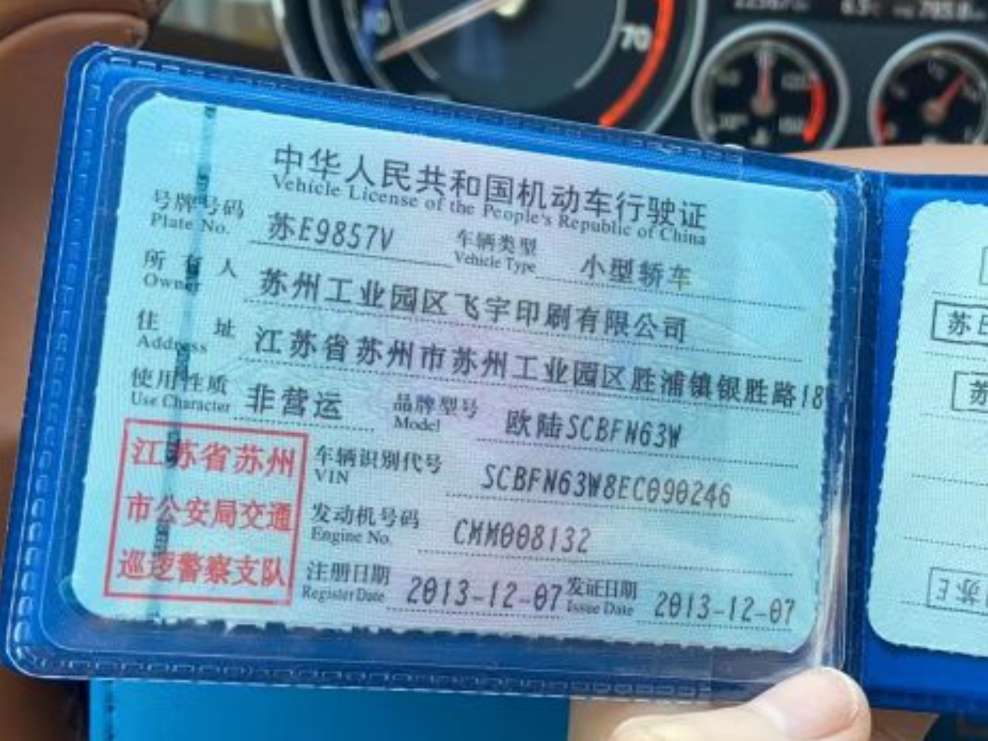 70
中华人民共和国机动车行驶证
Vehicle License of the People's Republic of China
号牌号码 苏E9857V 车辆类型 小型轿车
Plate No. Vehicle Type
所有人 苏州工业园区飞宇印刷有限公司
Owner
住址 江苏省苏州市苏州工业园区胜浦镇银胜路18
Address
使用性质 非营运 品牌型号 欧陆SCBFN63W
Use Character Model
江苏省苏州
市公安局交通
巡逻警察支队
车辆识别代号 SCBFN63W8EC090246
VIN
发动机号码 CMM008132
Engine No.
注册日期 2013-12-07 发证日期 2013-12-07
Register Date Issue Date
苏E
苏
苏E